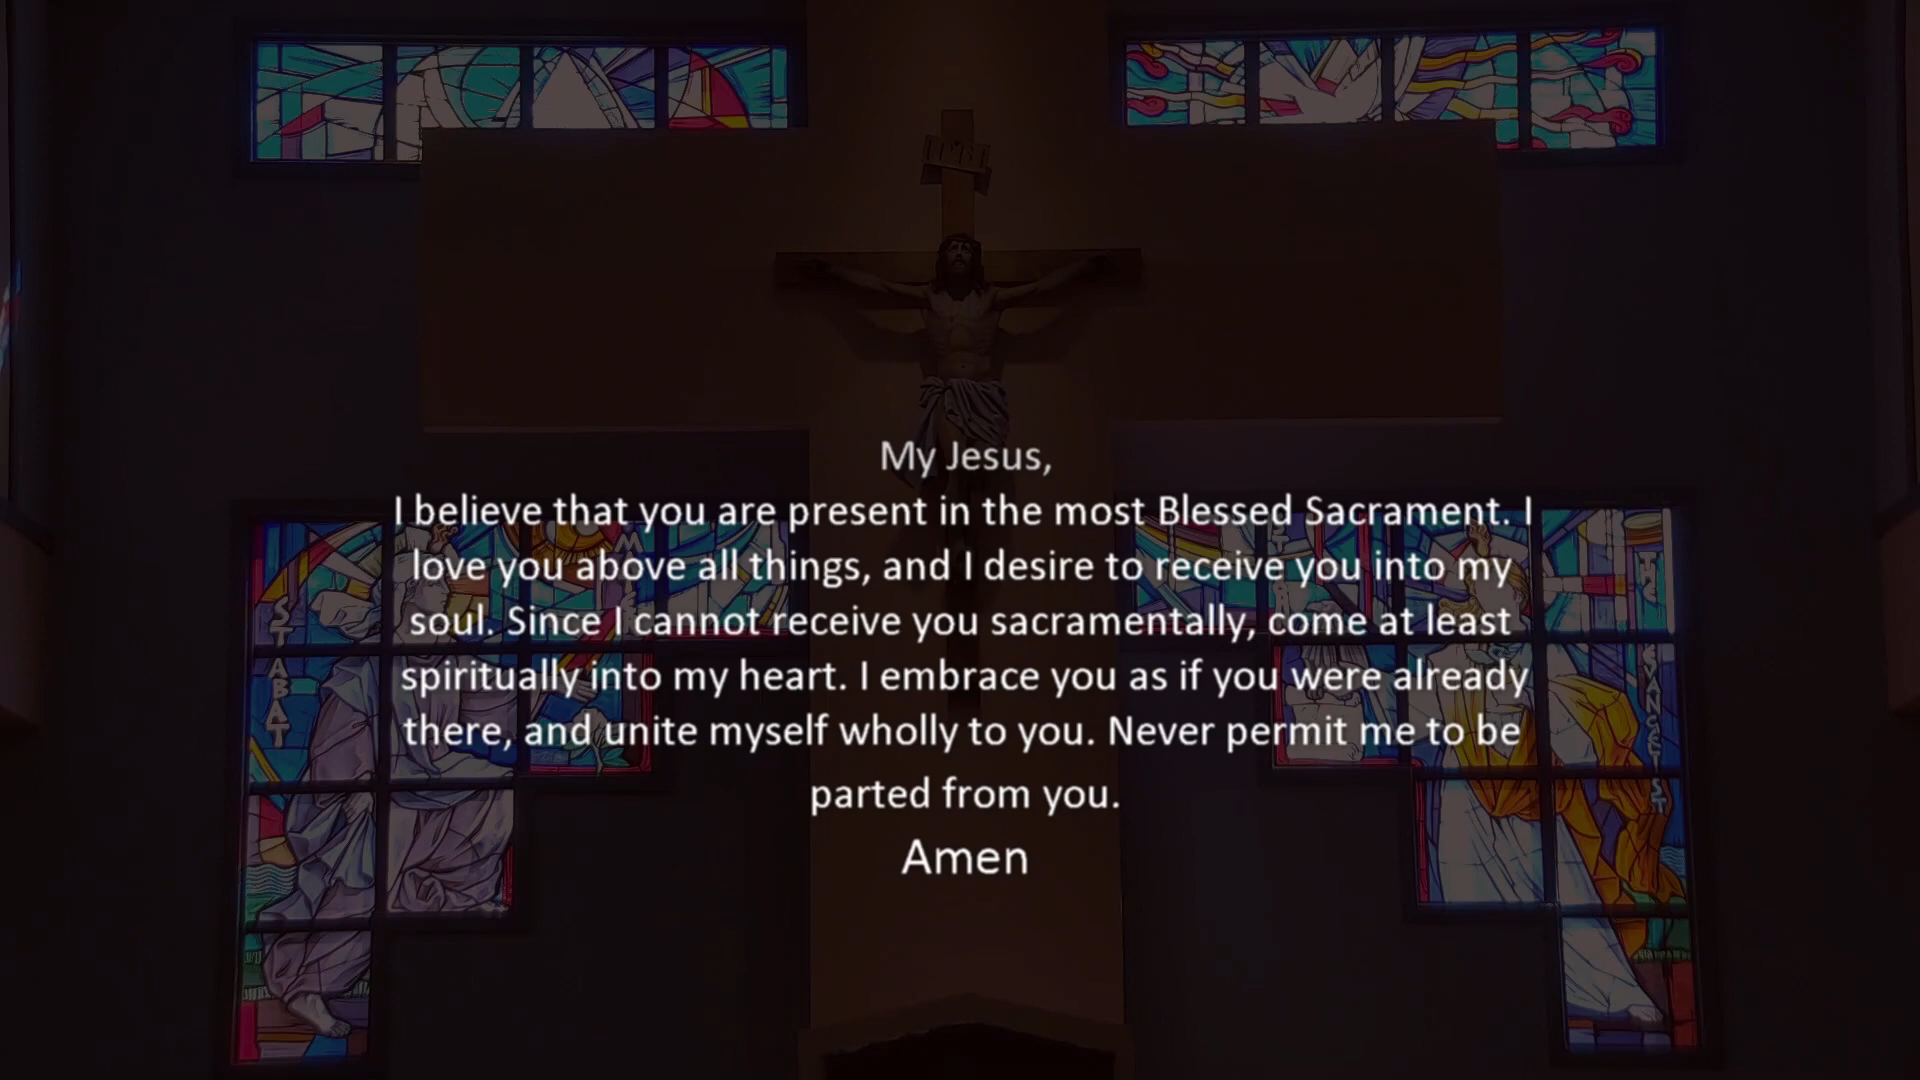 INRI
My Jesus,
I believe that you are present in the most Blessed Sacrament. I
love you above all things, and I desire to receive you into my
soul. Since I cannot receive you sacramentally, come at least
spiritually into my heart. I embrace you as if you were already
there, and unite myself wholly to you. Never permit me to be
parted from you.
Amen
STABAT
THE